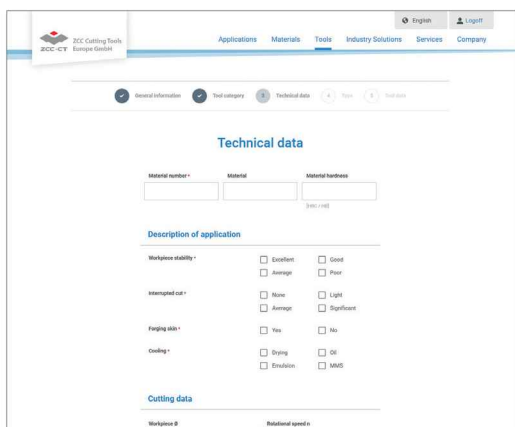 English Logoff
ZCC Cutting Tools
Europe GmbH
ZCC-CT
Applications Materials Tools Industry Solutions Services Company
General information Tool category 3 Technical data 4 5
Technical data
Material number * Material Material hardness
[HRC / HB]
Description of application
Workpiece stability * Excellent Good
Average Poor
Interrupted cut * None Light
Average Significant
Forging skin * Yes No
Cooling * Drying Oil
Emulsion MMS
Cutting data
Workpiece Ø Rotational speed n